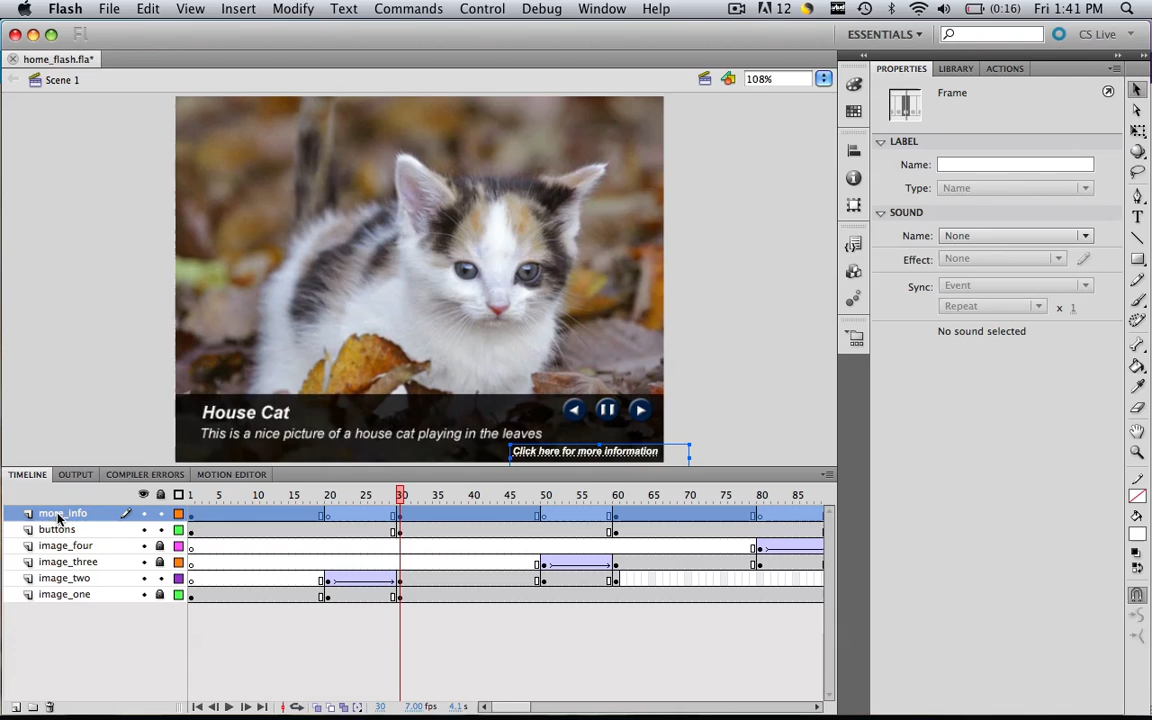 Flash File Edit View Insert Modify Text Commands Control Debug Window Help 12 (0:16) Fri 1:41 PM
Fl ESSENTIALS CS Live
home_flash.fla*
Scene 1 108%
PROPERTIES LIBRARY ACTIONS
Frame
LABEL
Name:
Type: Name
SOUND
Name: None
Effect: None
Sync: Event
Repeat x 1
No sound selected
House Cat
This is a nice picture of a house cat playing in the leaves
Click here for more information
TIMELINE OUTPUT COMPILER ERRORS MOTION EDITOR
1 5 10 15 20 25 30 35 40 45 50 55 60 65 70 75 80 85
more_info
buttons
image_four
image_three
image_two
image_one
30 7.00 fps 4.1 s